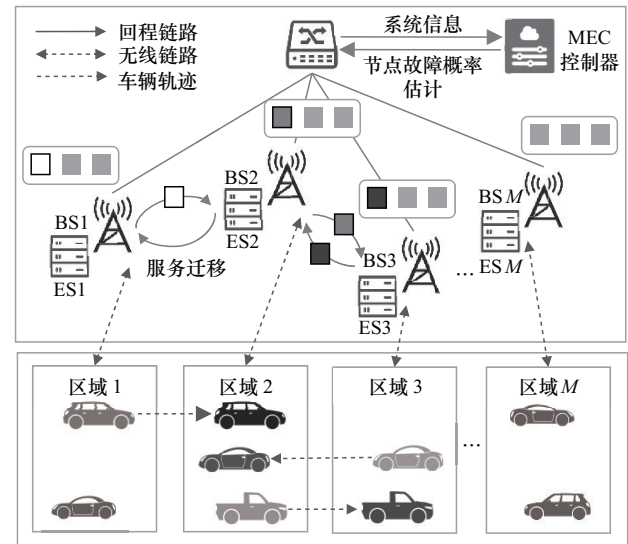 回程链路
无线链路
车辆轨迹
系统信息
节点故障概率
估计
MEC
控制器
BS1
ES1
服务迁移
BS2
ES2
BS3
ES3
...
BSM
ESM
区域 1
区域 2
区域 3
...
区域 M